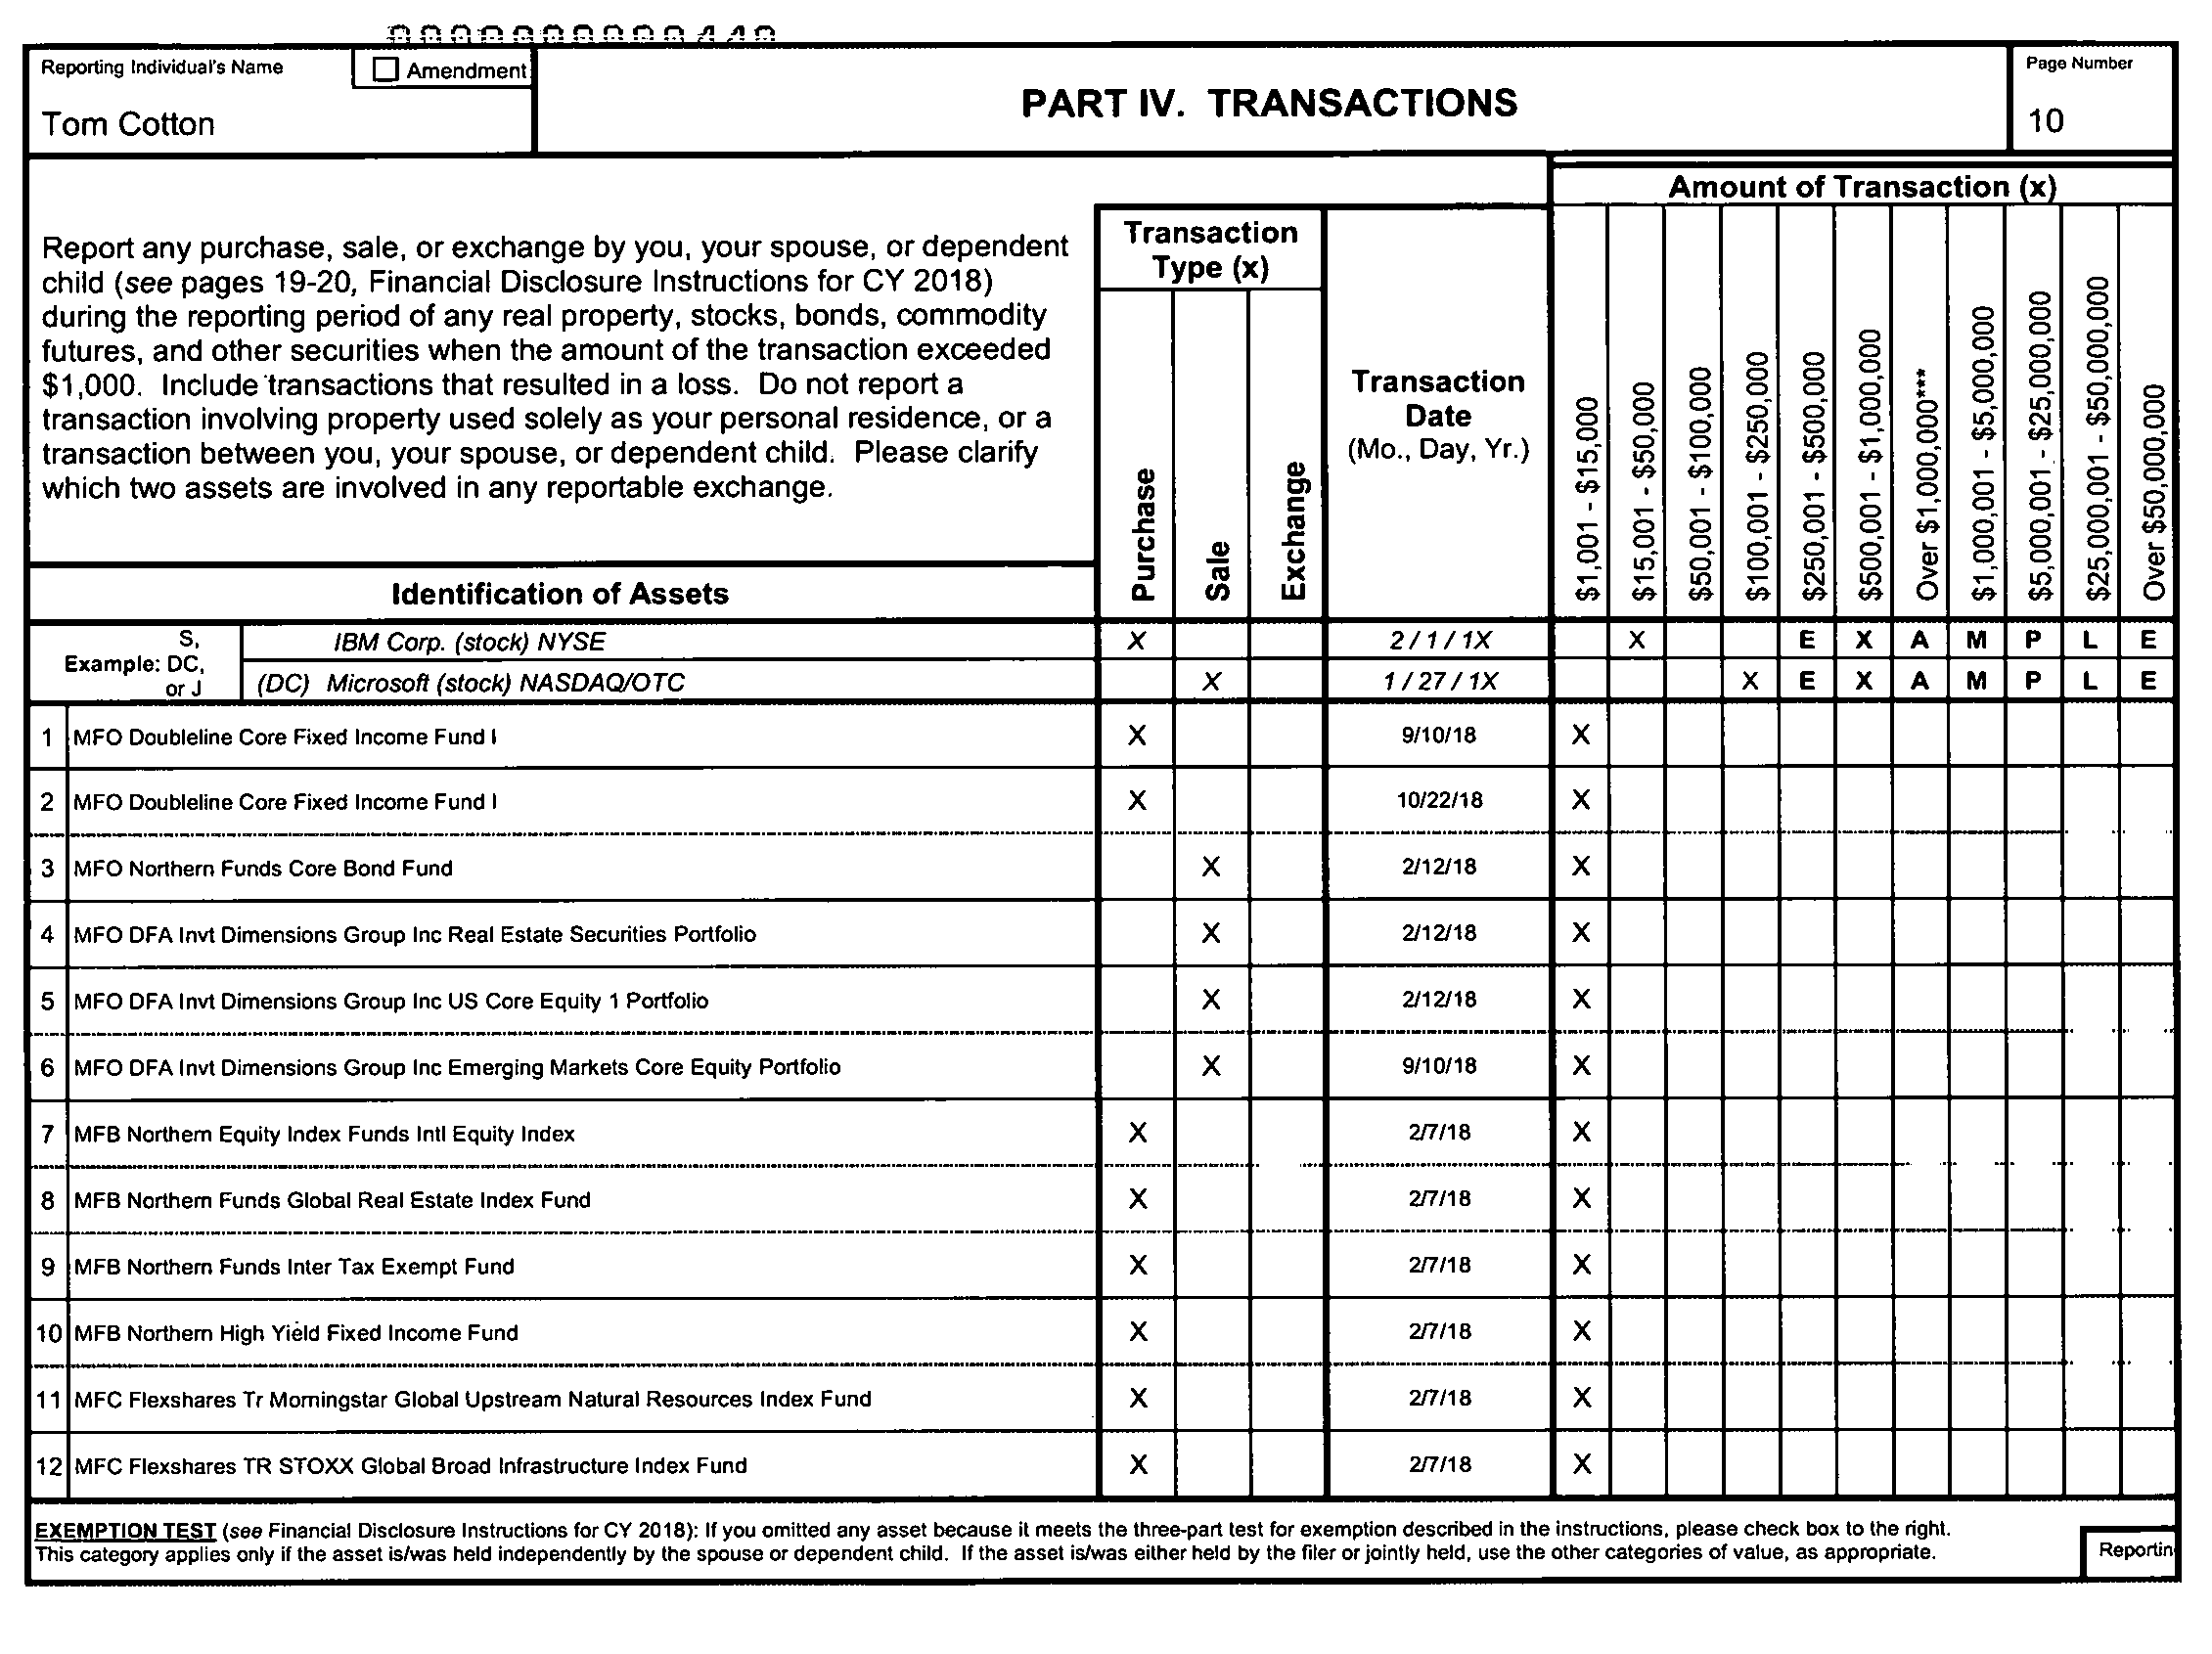 000000000440
Reporting Individual's Name
Amendment
Tom Cotton
PART IV. TRANSACTIONS
Page Number
10
Amount of Transaction (x)
Report any purchase, sale, or exchange by you, your spouse, or dependent
child (see pages 19-20, Financial Disclosure Instructions for CY 2018)
during the reporting period of any real property, stocks, bonds, commodity
futures, and other securities when the amount of the transaction exceeded
$1,000. Include transactions that resulted in a loss. Do not report a
transaction involving property used solely as your personal residence, or a
transaction between you, your spouse, or dependent child. Please clarify
which two assets are involved in any reportable exchange.
Transaction
Type (x)
Purchase
Sale
Exchange
Transaction
Date
(Mo., Day, Yr.)
$1,001 - $15,000
$15,001 - $50,000
$50,001 - $100,000
$100,001 - $250,000
$250,001 - $500,000
$500,001 - $1,000,000
Over $1,000,000***
$1,000,001 - $5,000,000
$5,000,001 - $25,000,000
$25,000,001 - $50,000,000
Over $50,000,000
Identification of Assets
Example: S, DC, or J
IBM Corp. (stock) NYSE X 2 / 1 / 1X X E X A M P L E
(DC) Microsoft (stock) NASDAQ/OTC X 1 / 27 / 1X X E X A M P L E
1 MFO Doubleline Core Fixed Income Fund I X 9/10/18 X
2 MFO Doubleline Core Fixed Income Fund I X 10/22/18 X
3 MFO Northern Funds Core Bond Fund X 2/12/18 X
4 MFO DFA Invt Dimensions Group Inc Real Estate Securities Portfolio X 2/12/18 X
5 MFO DFA Invt Dimensions Group Inc US Core Equity 1 Portfolio X 2/12/18 X
6 MFO DFA Invt Dimensions Group Inc Emerging Markets Core Equity Portfolio X 9/10/18 X
7 MFB Northern Equity Index Funds Intl Equity Index X 2/7/18 X
8 MFB Northern Funds Global Real Estate Index Fund X 2/7/18 X
9 MFB Northern Funds Inter Tax Exempt Fund X 2/7/18 X
10 MFB Northern High Yield Fixed Income Fund X 2/7/18 X
11 MFC Flexshares Tr Morningstar Global Upstream Natural Resources Index Fund X 2/7/18 X
12 MFC Flexshares TR STOXX Global Broad Infrastructure Index Fund X 2/7/18 X
EXEMPTION TEST (see Financial Disclosure Instructions for CY 2018): If you omitted any asset because it meets the three-part test for exemption described in the instructions, please check box to the right.
This category applies only if the asset is/was held independently by the spouse or dependent child. If the asset is/was either held by the filer or jointly held, use the other categories of value, as appropriate.
Reportin